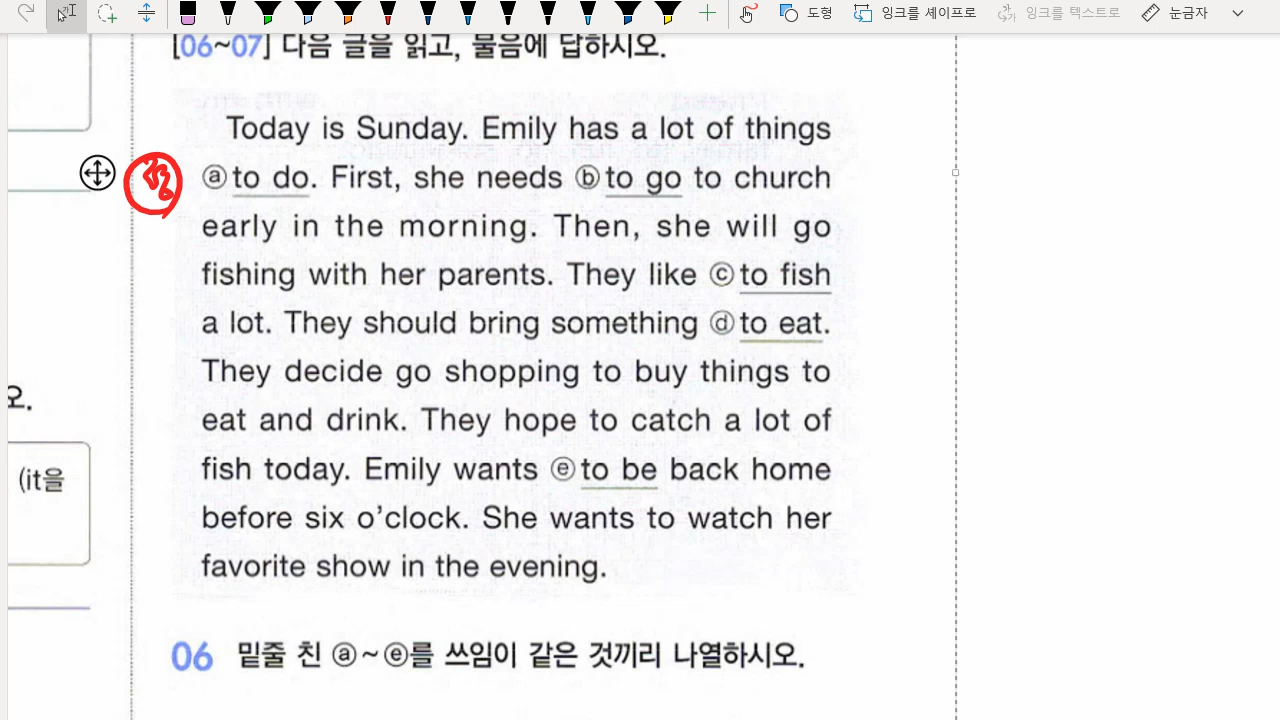 도형 잉크를 셰이프로 잉크를 텍스트로 눈금자
[06~07] 다음 글을 읽고, 물음에 답하시오.
Today is Sunday. Emily has a lot of things
ⓐto do. First, she needs ⓑto go to church
early in the morning. Then, she will go
fishing with her parents. They like ⓒto fish
a lot. They should bring something ⓓto eat.
They decide go shopping to buy things to
eat and drink. They hope to catch a lot of
fish today. Emily wants ⓔto be back home
before six o’clock. She wants to watch her
favorite show in the evening.
오.
(it을
06 밑줄 친 ⓐ~ⓔ를 쓰임이 같은 것끼리 나열하시오.